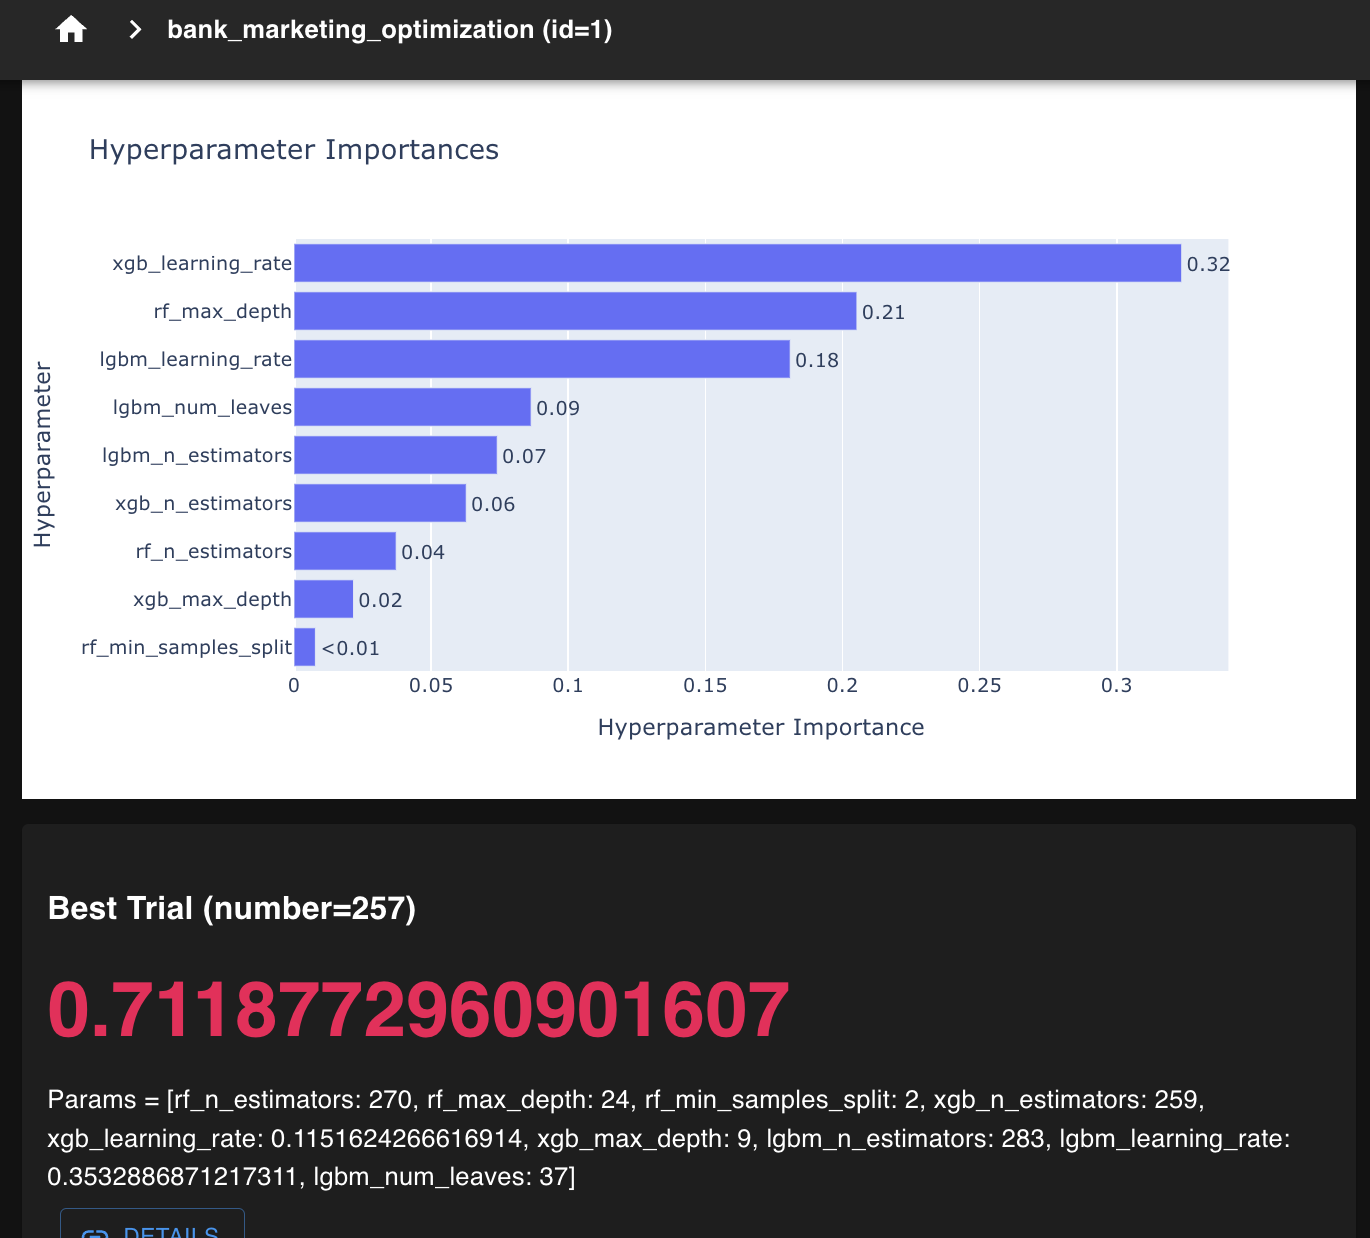 bank_marketing_optimization (id=1)
Hyperparameter Importances
Hyperparameter
xgb_learning_rate 0.32
rf_max_depth 0.21
lgbm_learning_rate 0.18
lgbm_num_leaves 0.09
lgbm_n_estimators 0.07
xgb_n_estimators 0.06
rf_n_estimators 0.04
xgb_max_depth 0.02
rf_min_samples_split <0.01
0 0.05 0.1 0.15 0.2 0.25 0.3
Hyperparameter Importance
Best Trial (number=257)
0.7118772960901607
Params = [rf_n_estimators: 270, rf_max_depth: 24, rf_min_samples_split: 2, xgb_n_estimators: 259,
xgb_learning_rate: 0.1151624266616914, xgb_max_depth: 9, lgbm_n_estimators: 283, lgbm_learning_rate:
0.3532886871217311, lgbm_num_leaves: 37]
DETAILS